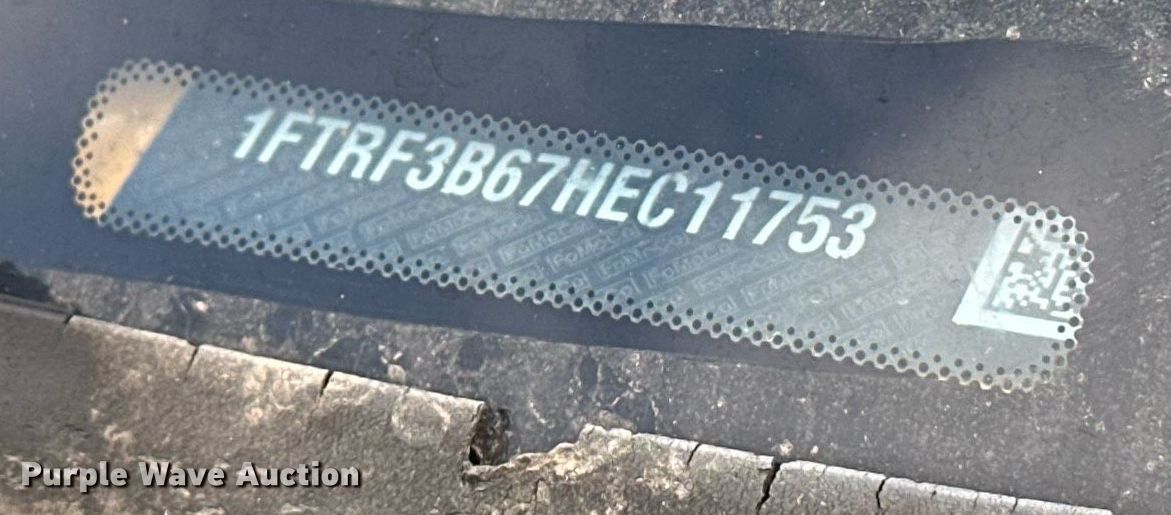 1FTRF3B67HEC11753
Purple Wave Auction